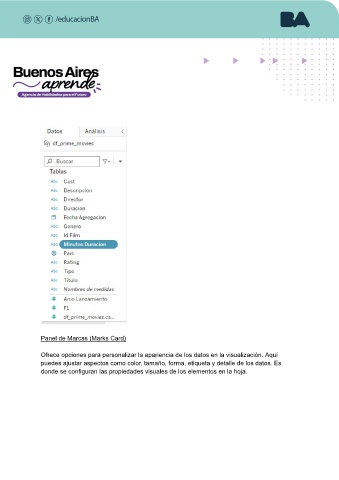 /educacionBA
BA
Buenos Aires
aprende
Agencia de Habilidades para el Futuro
Datos
Análisis
df_prime_movies
Buscar
Tablas
Abc Cast
Abc Descripcion
Abc Director
Abc Duracion
Fecha Agregacion
Abc Genero
Abc Id Film
Abc Minutos Duracion
Pais
Abc Rating
Abc Tipo
Abc Titulo
Abc Nombres de medidas
Anio Lanzamiento
F1
df_prime_movies.cs...
Panel de Marcas (Marks Card)
Ofrece opciones para personalizar la apariencia de los datos en la visualización. Aquí
puedes ajustar aspectos como color, tamaño, forma, etiqueta y detalle de los datos. Es
donde se configuran las propiedades visuales de los elementos en la hoja.